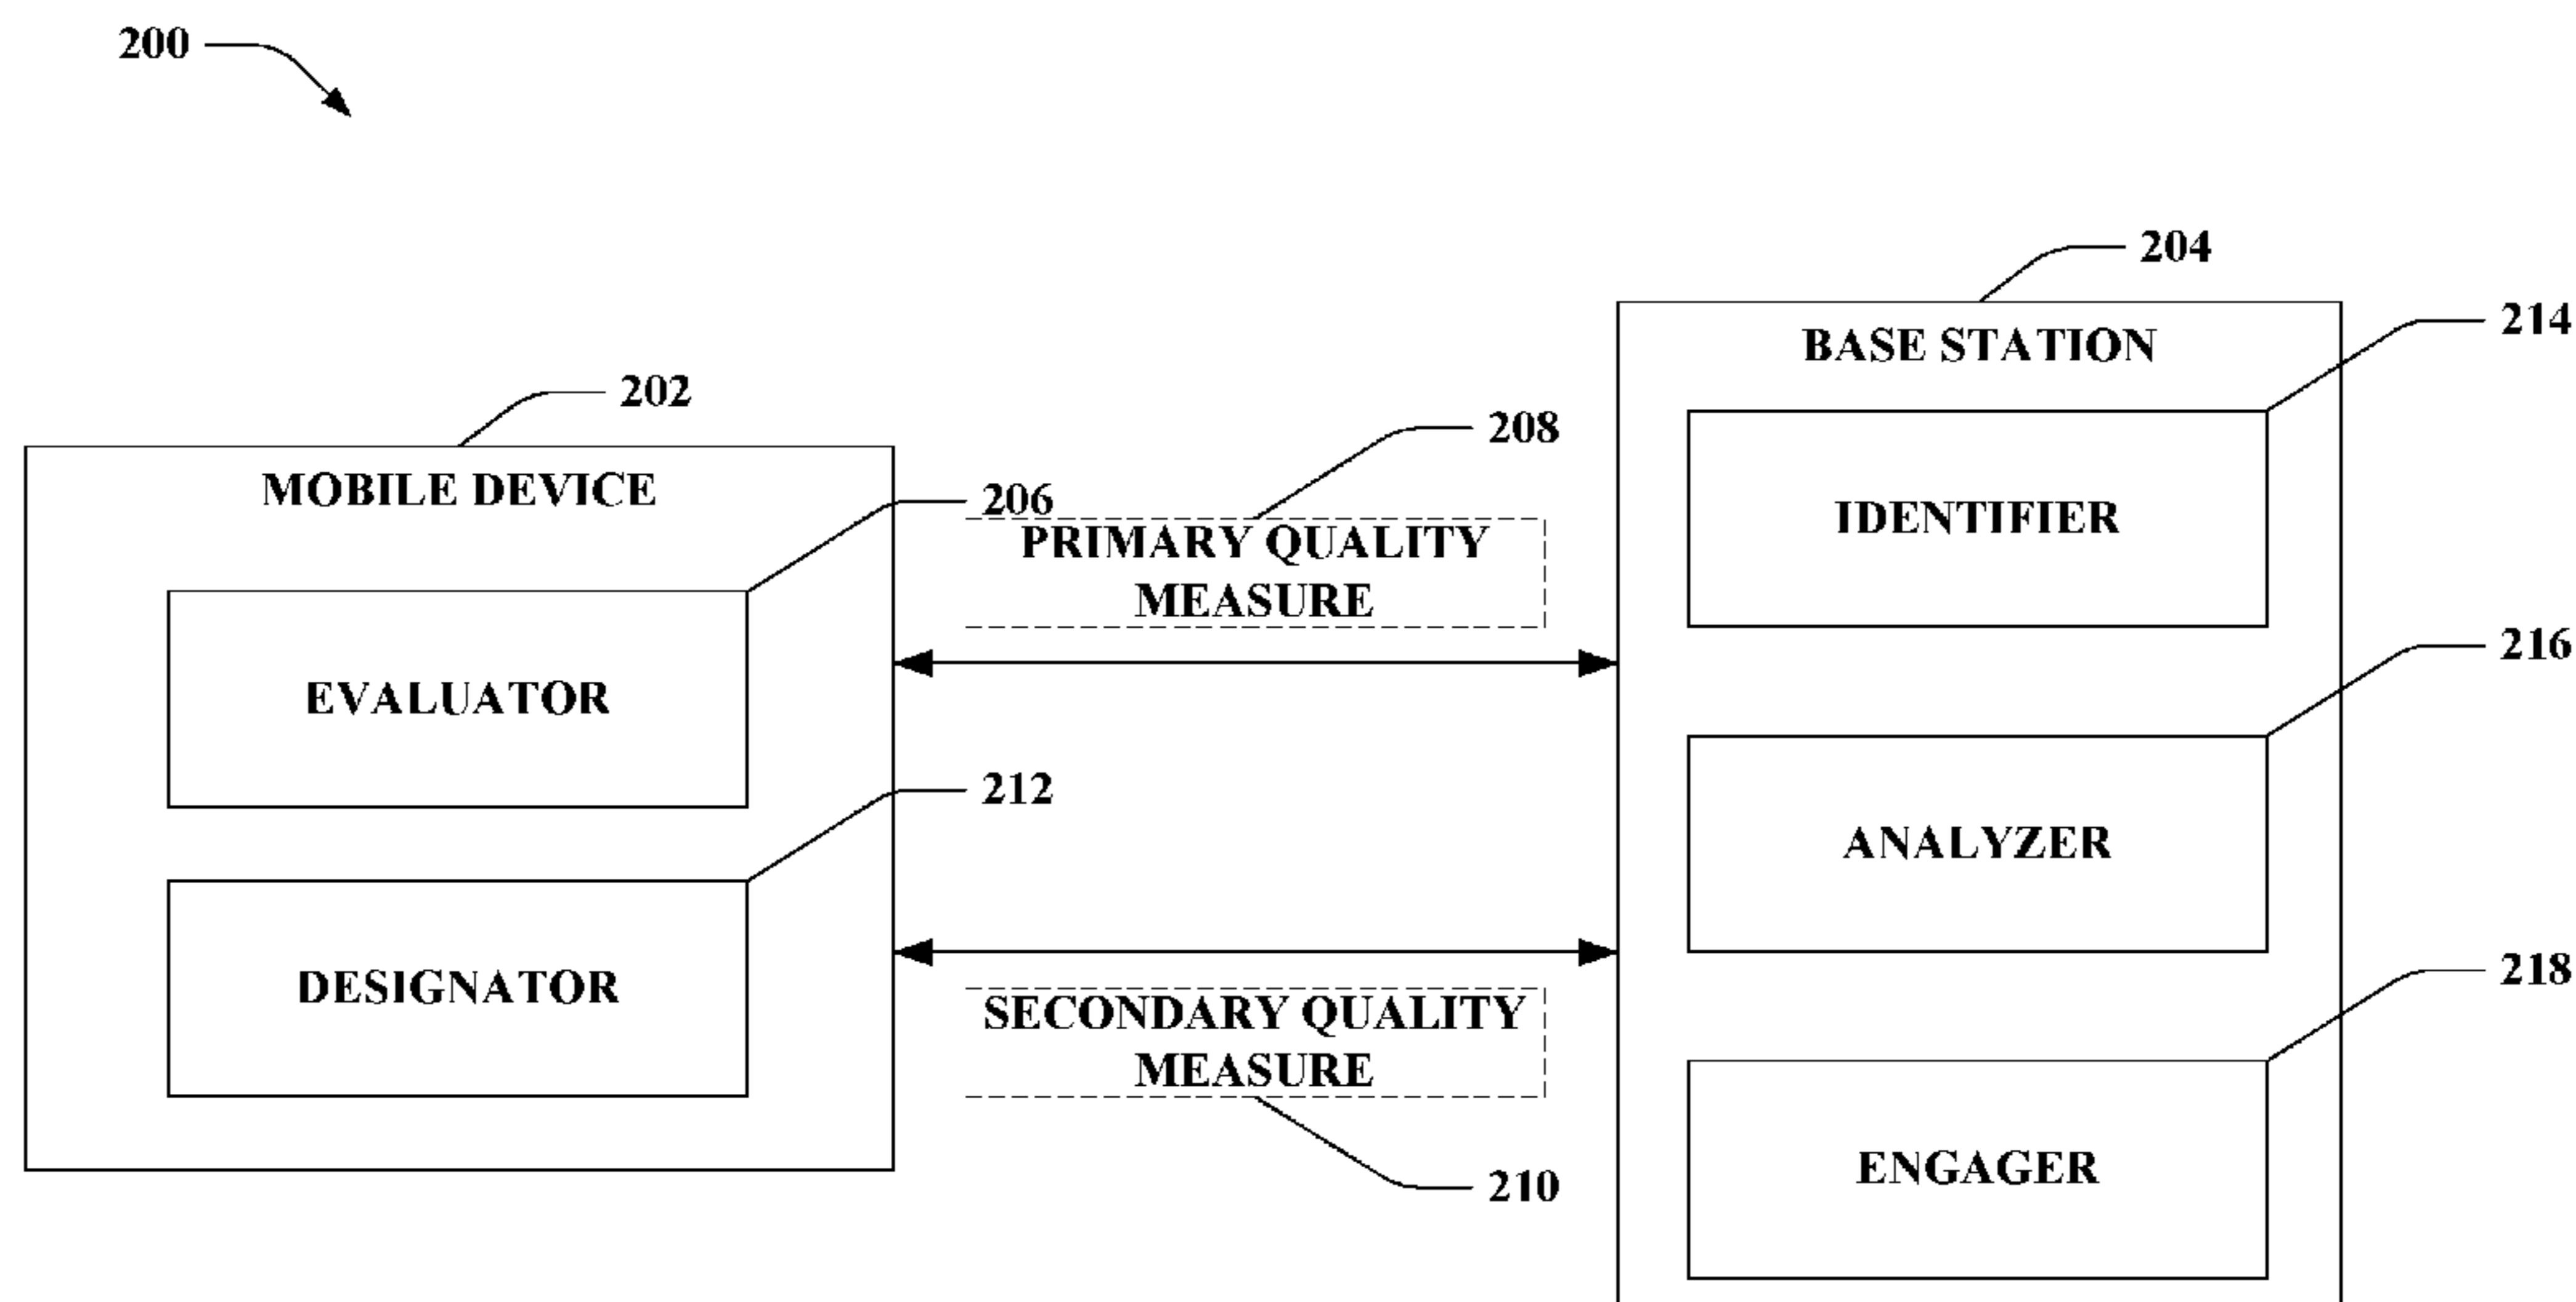 200
204
BASE STATION
214
IDENTIFIER
202
MOBILE DEVICE
208
206
PRIMARY QUALITY
MEASURE
EVALUATOR
216
ANALYZER
212
DESIGNATOR
SECONDARY QUALITY
MEASURE
210
218
ENGAGER